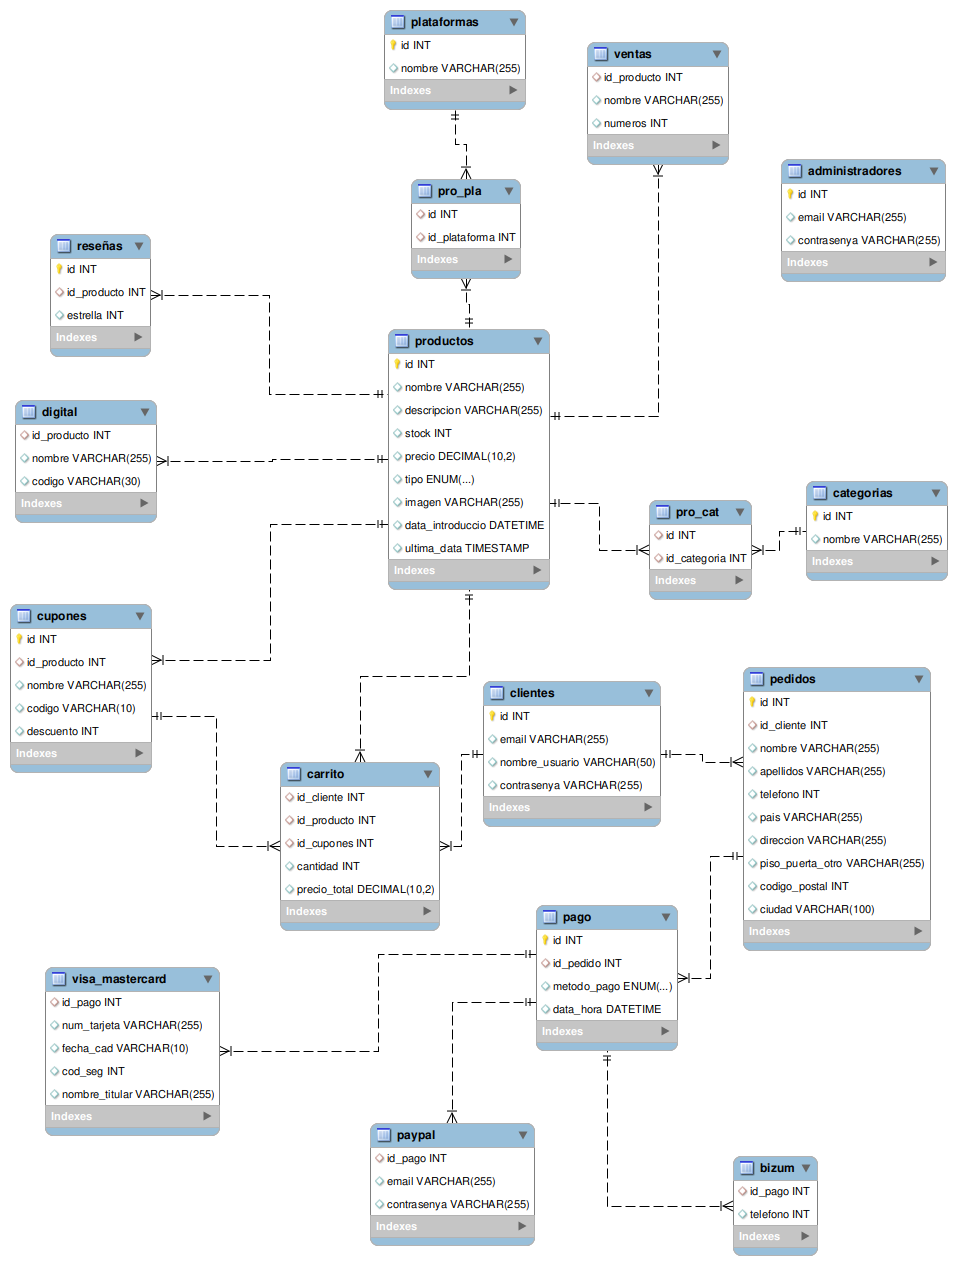 plataformas
id INT
nombre VARCHAR(255)
Indexes
ventas
id_producto INT
nombre VARCHAR(255)
numeros INT
Indexes
administradores
id INT
email VARCHAR(255)
contrasenya VARCHAR(255)
Indexes
pro_pla
id INT
id_plataforma INT
Indexes
reseñas
id INT
id_producto INT
estrella INT
Indexes
productos
id INT
nombre VARCHAR(255)
descripcion VARCHAR(255)
stock INT
precio DECIMAL(10,2)
tipo ENUM(...)
imagen VARCHAR(255)
data_introduccio DATETIME
ultima_data TIMESTAMP
Indexes
digital
id_producto INT
nombre VARCHAR(255)
codigo VARCHAR(30)
Indexes
pro_cat
id INT
id_categoria INT
Indexes
categorias
id INT
nombre VARCHAR(255)
Indexes
cupones
id INT
id_producto INT
nombre VARCHAR(255)
codigo VARCHAR(10)
descuento INT
Indexes
clientes
id INT
email VARCHAR(255)
nombre_usuario VARCHAR(50)
contrasenya VARCHAR(255)
Indexes
pedidos
id INT
id_cliente INT
nombre VARCHAR(255)
apellidos VARCHAR(255)
telefono INT
pais VARCHAR(255)
direccion VARCHAR(255)
piso_puerta_otro VARCHAR(255)
codigo_postal INT
ciudad VARCHAR(100)
Indexes
carrito
id_cliente INT
id_producto INT
id_cupones INT
cantidad INT
precio_total DECIMAL(10,2)
Indexes
pago
id INT
id_pedido INT
metodo_pago ENUM(...)
data_hora DATETIME
Indexes
visa_mastercard
id_pago INT
num_tarjeta VARCHAR(255)
fecha_cad VARCHAR(10)
cod_seg INT
nombre_titular VARCHAR(255)
Indexes
paypal
id_pago INT
email VARCHAR(255)
contrasenya VARCHAR(255)
Indexes
bizum
id_pago INT
telefono INT
Indexes